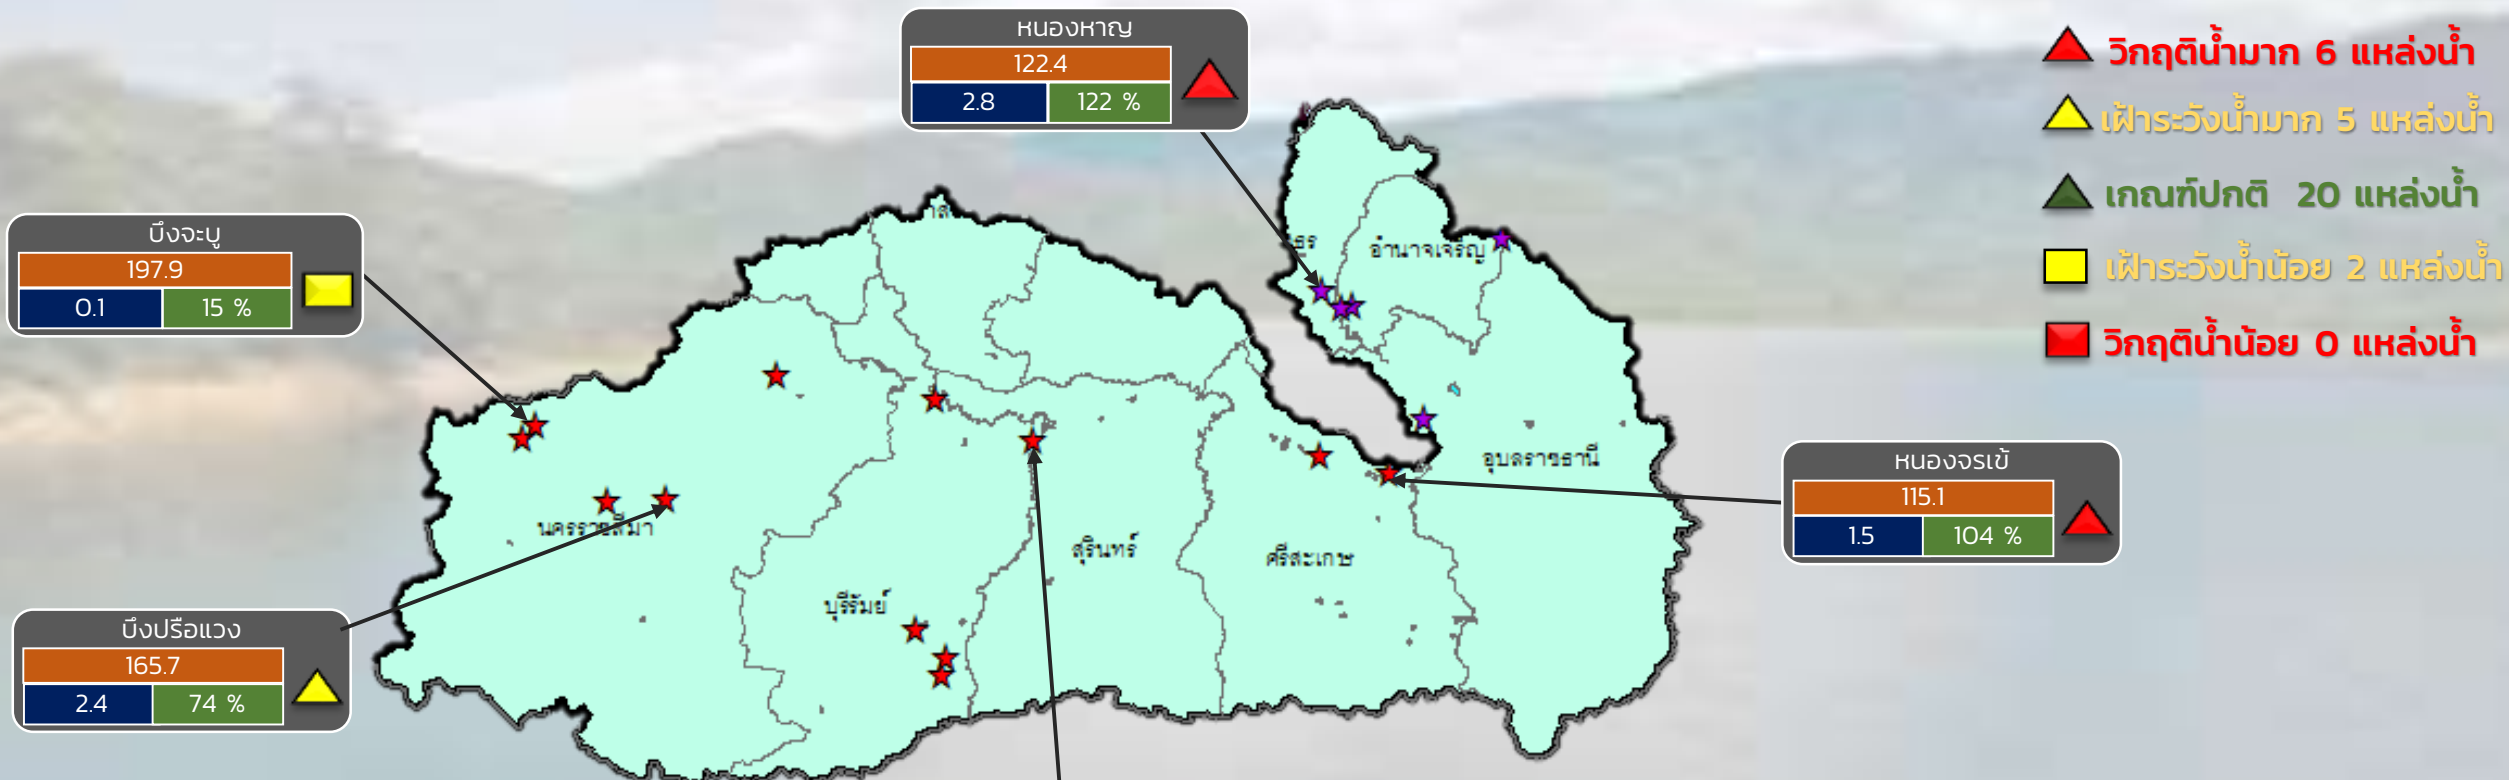 หนองหาญ
122.4
2.8 122 %
วิกฤติน้ำมาก 6 แหล่งน้ำ
เฝ้าระวังน้ำมาก 5 แหล่งน้ำ
เกณฑ์ปกติ 20 แหล่งน้ำ
เฝ้าระวังน้ำน้อย 2 แหล่งน้ำ
วิกฤติน้ำน้อย 0 แหล่งน้ำ
บึงจะบู
197.9
0.1 15 %
อำนาจเจริญ
อุบลราชธานี
หนองจรเข้
115.1
1.5 104 %
นครราชสีมา
สุรินทร์
ศรีสะเกษ
บุรีรัมย์
บึงปรือแวง
165.7
2.4 74 %